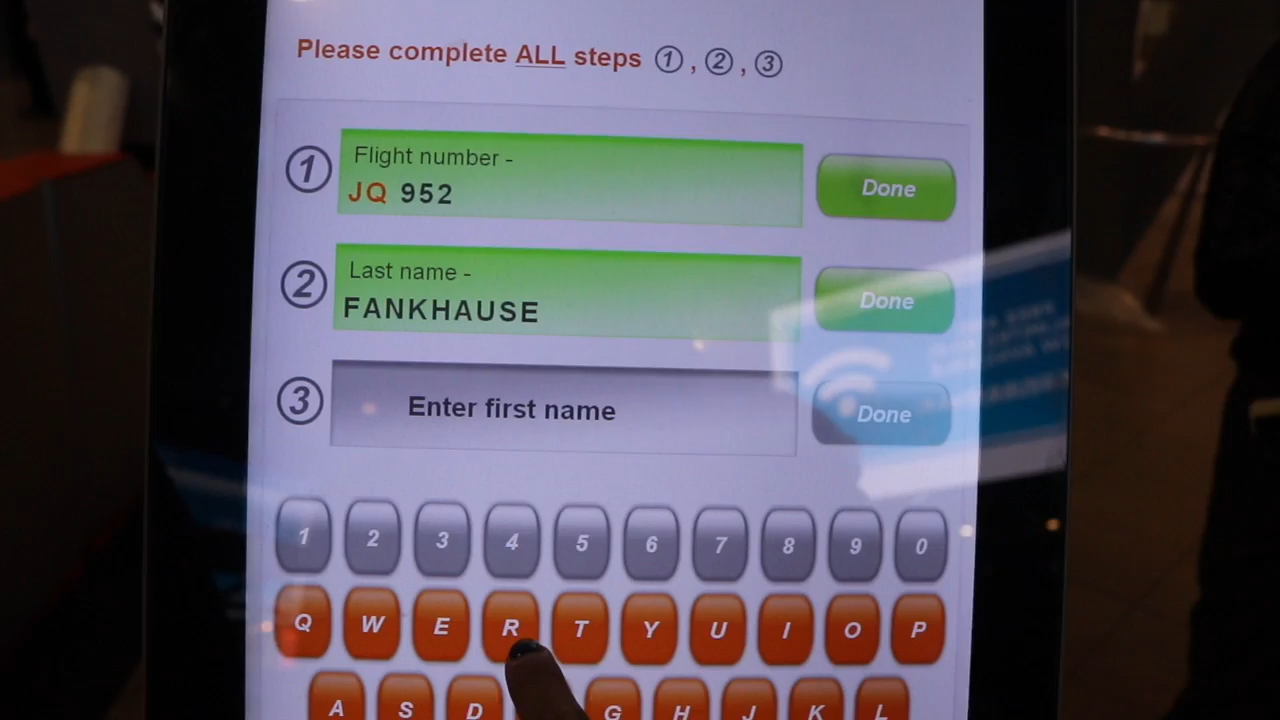 Please complete ALL steps ①, ②, ③
① Flight number -
JQ 952
Done
② Last name -
FANKHAUSE
Done
③ Enter first name
Done
1 2 3 4 5 6 7 8 9 0
Q W E R T Y U I O P
A S D G H J K L